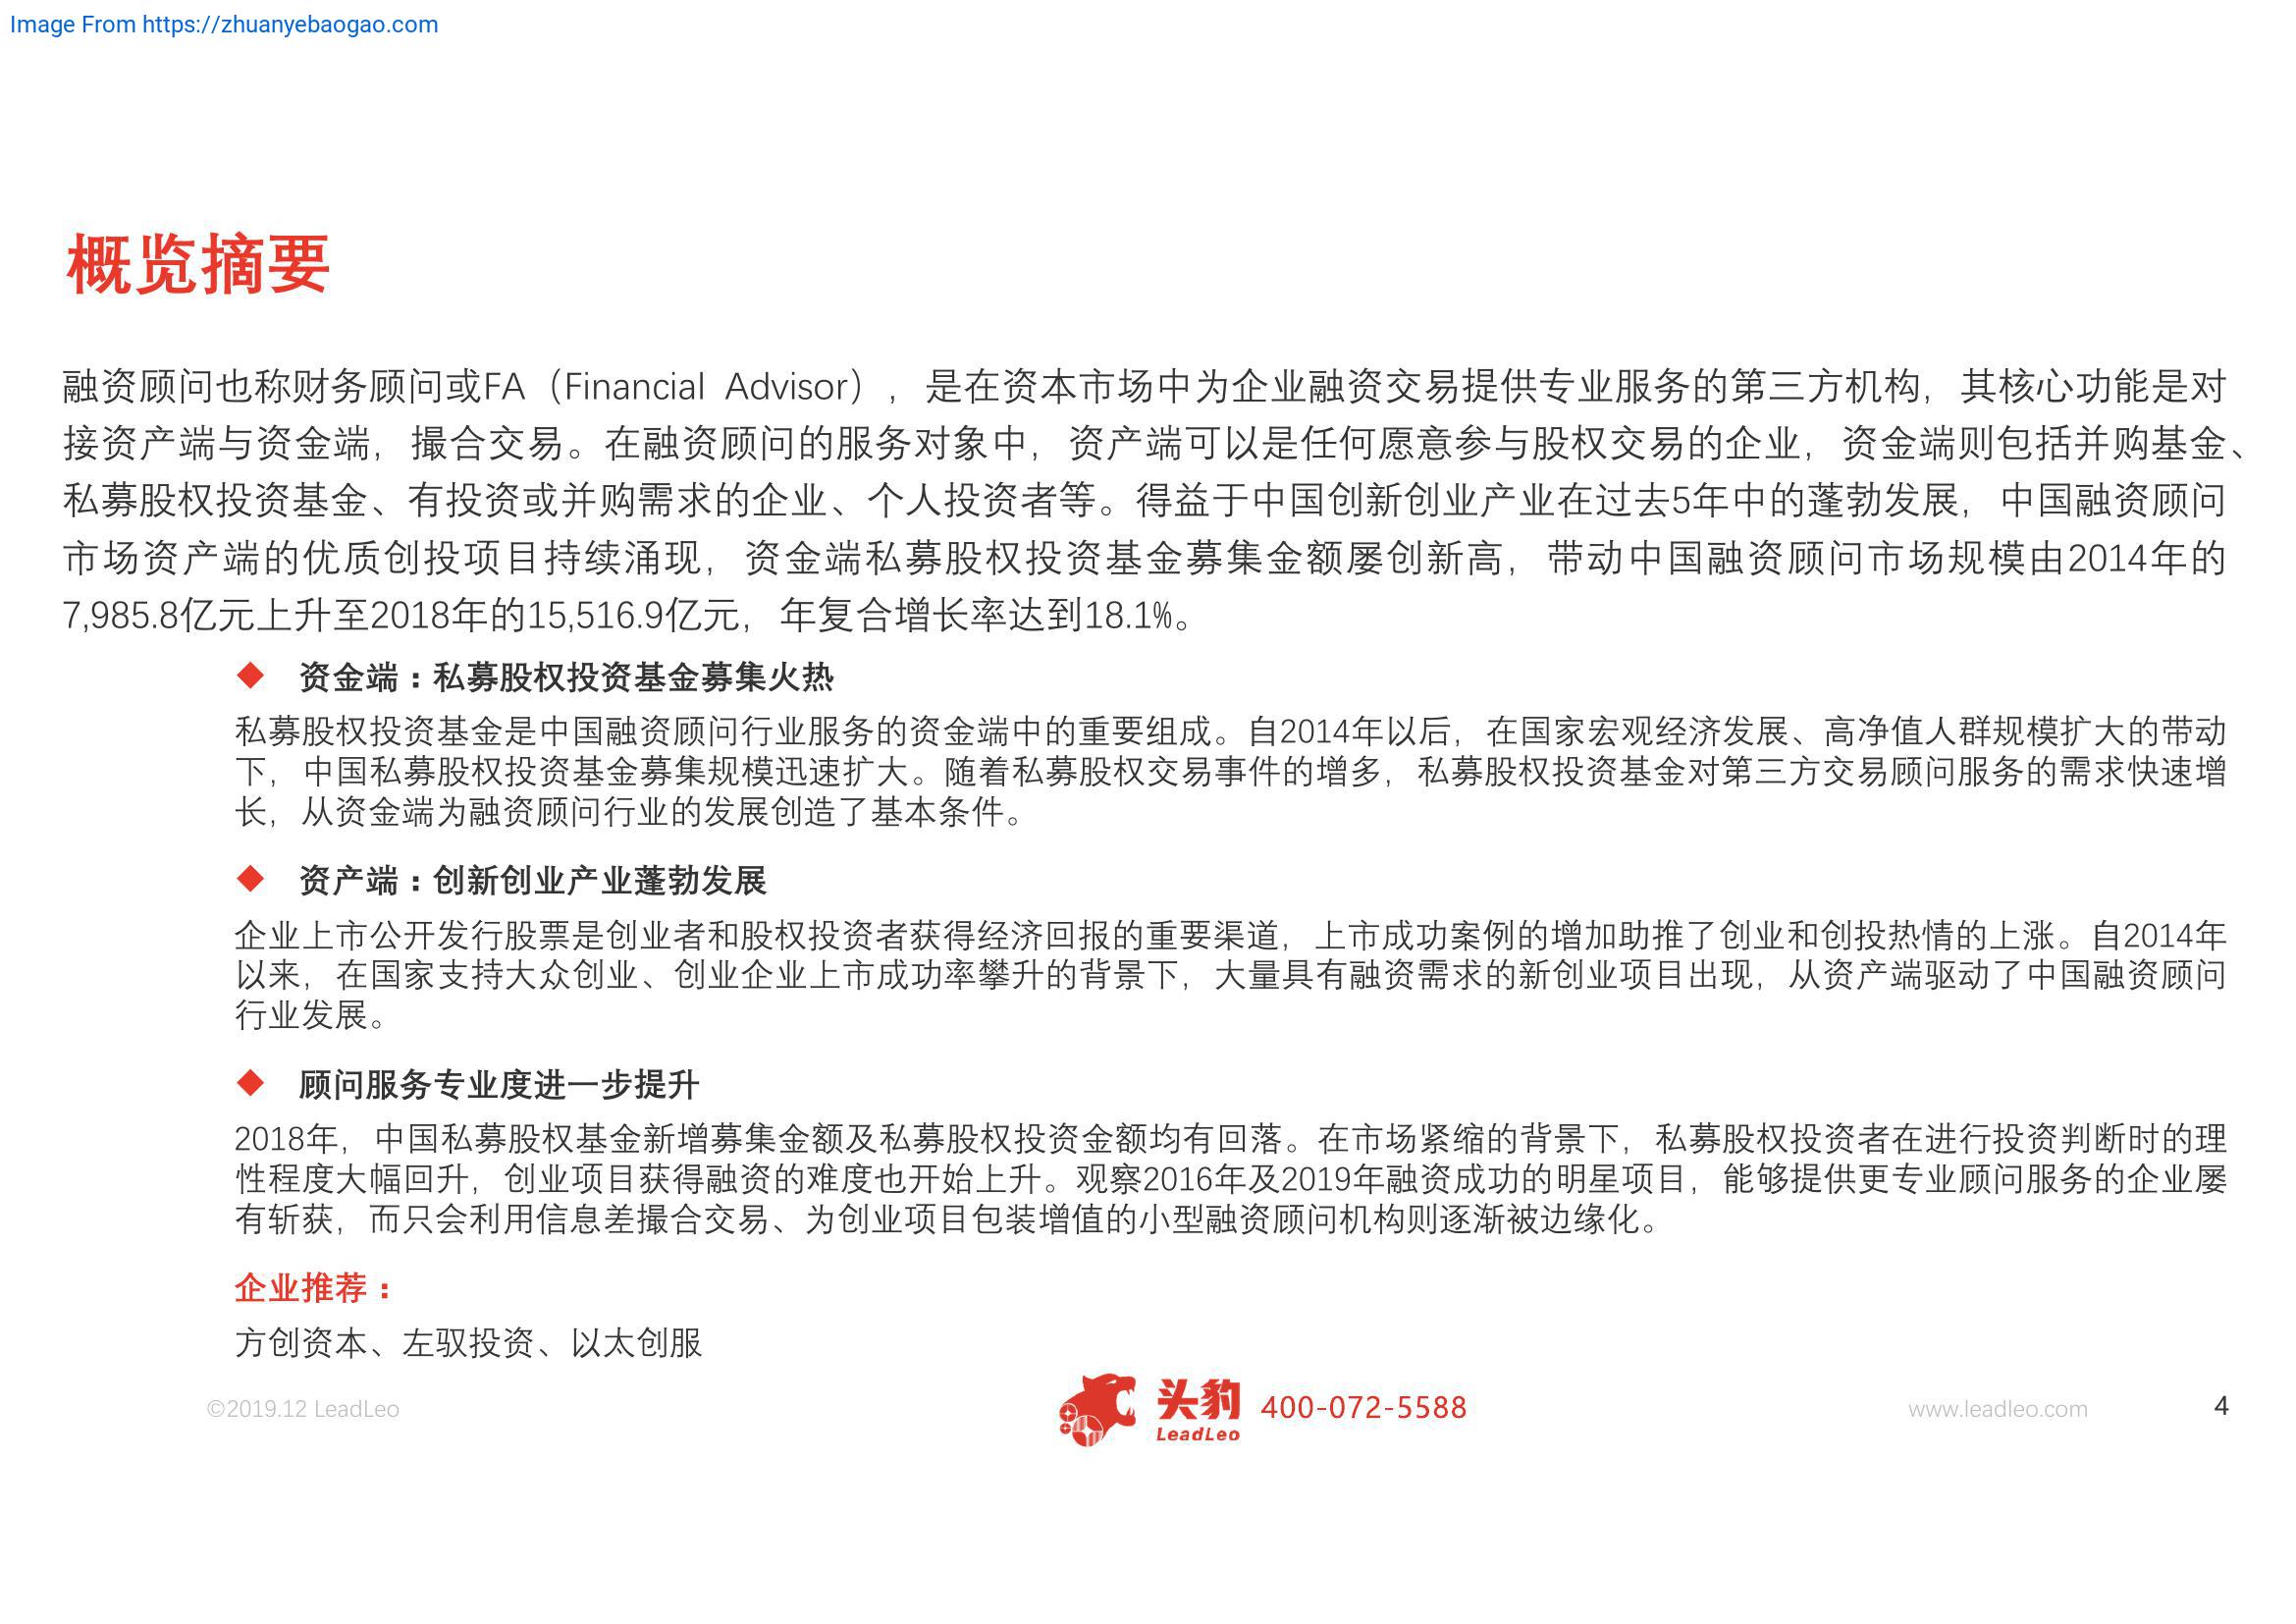 Image From https://zhuanyebaogao.com
概览摘要
融资顾问也称财务顾问或FA（Financial Advisor），是在资本市场中为企业融资交易提供专业服务的第三方机构，其核心功能是对
接资产端与资金端，撮合交易。在融资顾问的服务对象中，资产端可以是任何愿意参与股权交易的企业，资金端则包括并购基金、
私募股权投资基金、有投资或并购需求的企业、个人投资者等。得益于中国创新创业产业在过去5年中的蓬勃发展，中国融资顾问
市场资产端的优质创投项目持续涌现，资金端私募股权投资基金募集金额屡创新高，带动中国融资顾问市场规模由2014年的
7,985.8亿元上升至2018年的15,516.9亿元，年复合增长率达到18.1%。
◆ 资金端：私募股权投资基金募集火热
私募股权投资基金是中国融资顾问行业服务的资金端中的重要组成。自2014年以后，在国家宏观经济发展、高净值人群规模扩大的带动
下，中国私募股权投资基金募集规模迅速扩大。随着私募股权交易事件的增多，私募股权投资基金对第三方交易顾问服务的需求快速增
长，从资金端为融资顾问行业的发展创造了基本条件。
◆ 资产端：创新创业产业蓬勃发展
企业上市公开发行股票是创业者和股权投资者获得经济回报的重要渠道，上市成功案例的增加助推了创业和创投热情的上涨。自2014年
以来，在国家支持大众创业、创业企业上市成功率攀升的背景下，大量具有融资需求的新创业项目出现，从资产端驱动了中国融资顾问
行业发展。
◆ 顾问服务专业度进一步提升
2018年，中国私募股权基金新增募集金额及私募股权投资金额均有回落。在市场紧缩的背景下，私募股权投资者在进行投资判断时的理
性程度大幅回升，创业项目获得融资的难度也开始上升。观察2016年及2019年融资成功的明星项目，能够提供更专业顾问服务的企业屡
有斩获，而只会利用信息差撮合交易、为创业项目包装增值的小型融资顾问机构则逐渐被边缘化。
企业推荐：
方创资本、左驭投资、以太创服
©2019.12 LeadLeo
头豹
LeadLeo
400-072-5588
www.leadleo.com
4